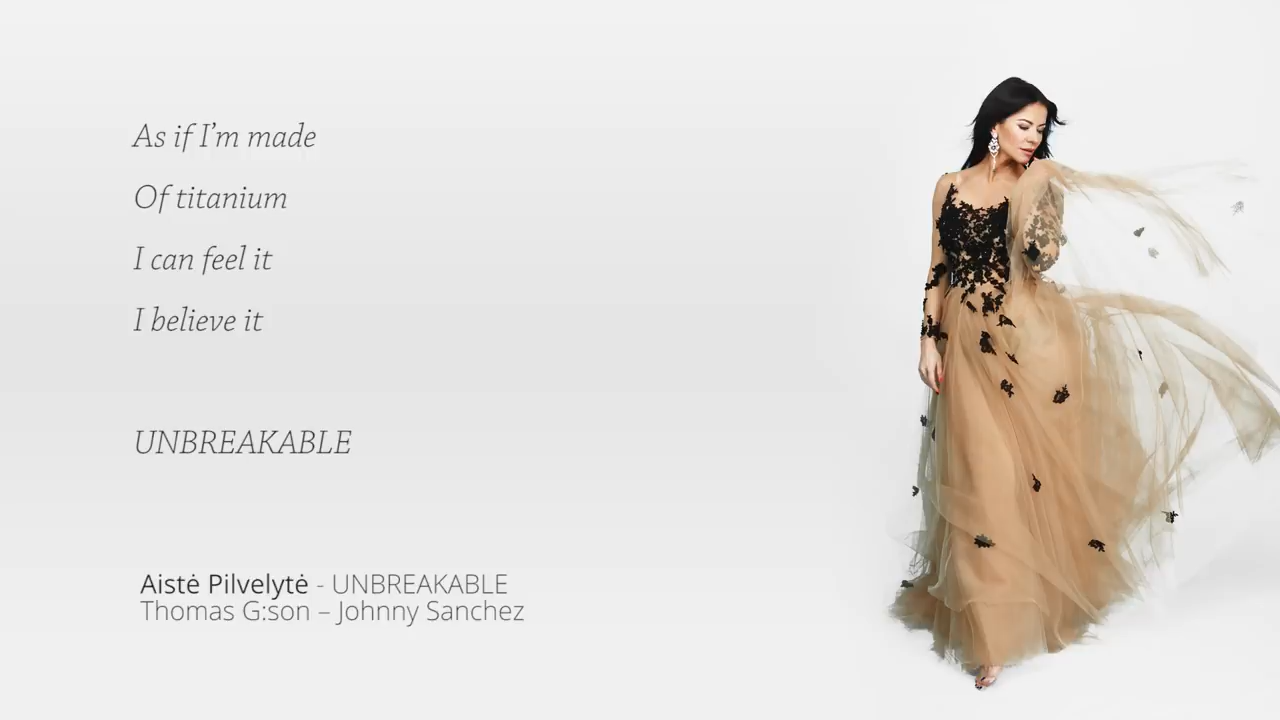 As if I’m made
Of titanium
I can feel it
I believe it
UNBREAKABLE
Aistė Pilvelytė - UNBREAKABLE
Thomas G:son – Johnny Sanchez